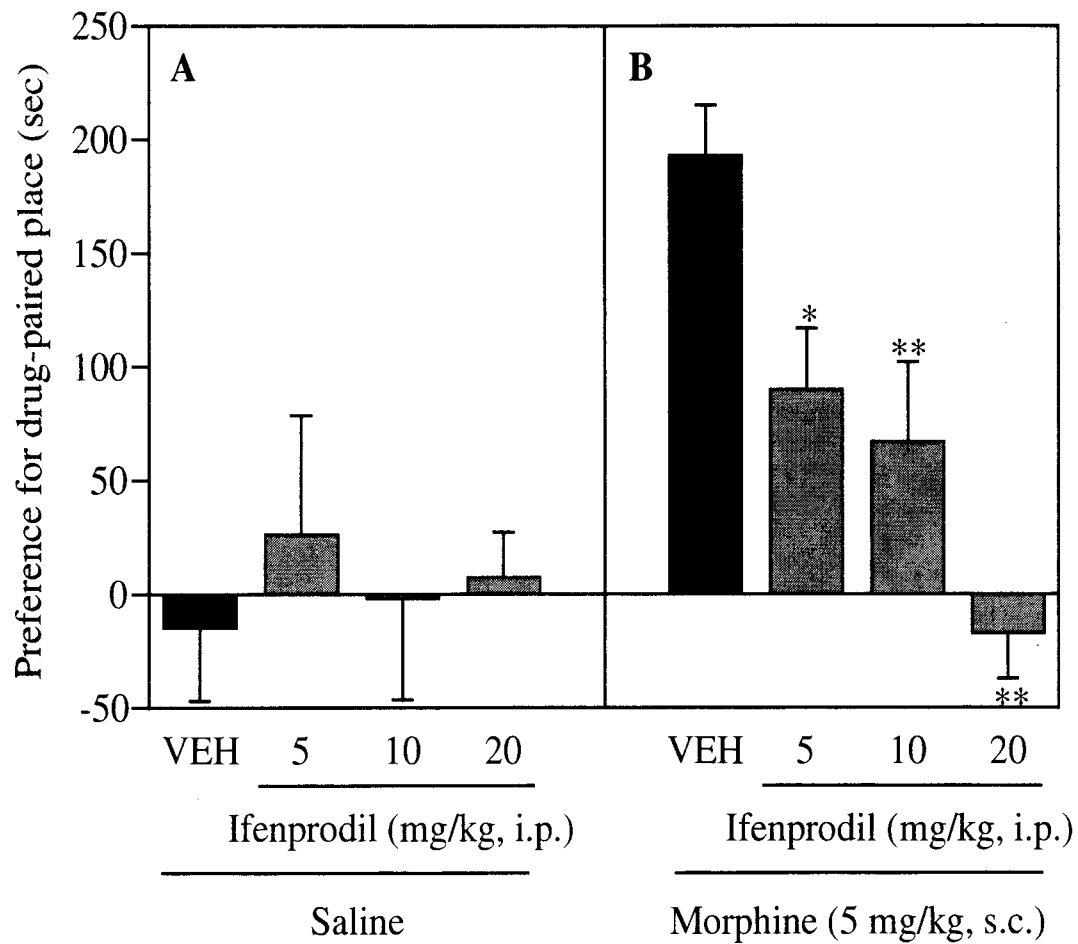 Preference for drug-paired place (sec)
250
200
150
100
50
0
-50
A
B
*
**
**
VEH 5 10 20 VEH 5 10 20
Ifenprodil (mg/kg, i.p.) Ifenprodil (mg/kg, i.p.)
Saline Morphine (5 mg/kg, s.c.)